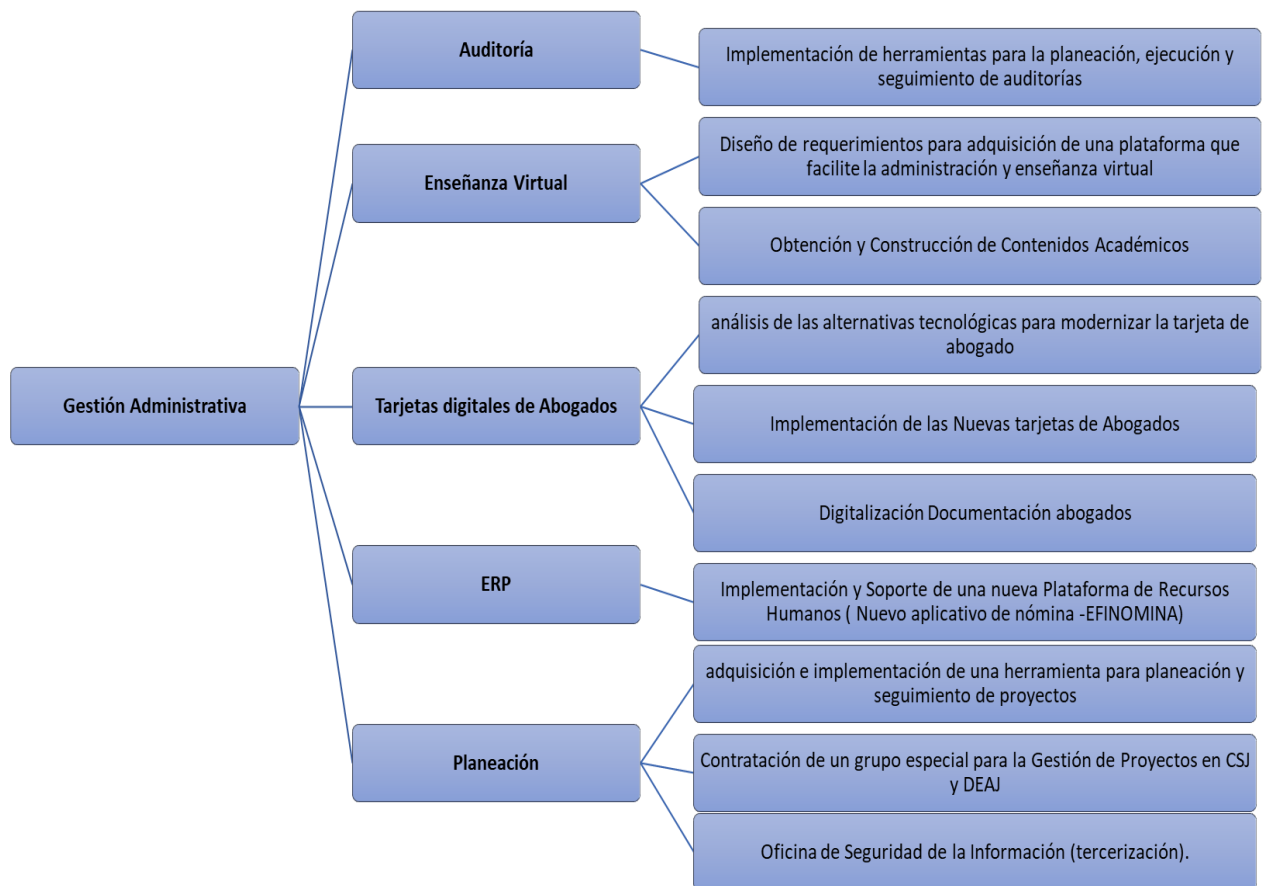 Gestión Administrativa
Auditoría
Implementación de herramientas para la planeación, ejecución y
seguimiento de auditorías
Enseñanza Virtual
Diseño de requerimientos para adquisición de una plataforma que
facilite la administración y enseñanza virtual
Obtención y Construcción de Contenidos Académicos
Tarjetas digitales de Abogados
análisis de las alternativas tecnológicas para modernizar la tarjeta de
abogado
Implementación de las Nuevas tarjetas de Abogados
Digitalización Documentación abogados
ERP
Implementación y Soporte de una nueva Plataforma de Recursos
Humanos ( Nuevo aplicativo de nómina -EFINOMINA)
Planeación
adquisición e implementación de una herramienta para planeación y
seguimiento de proyectos
Contratación de un grupo especial para la Gestión de Proyectos en CSJ
y DEAJ
Oficina de Seguridad de la Información (tercerización).